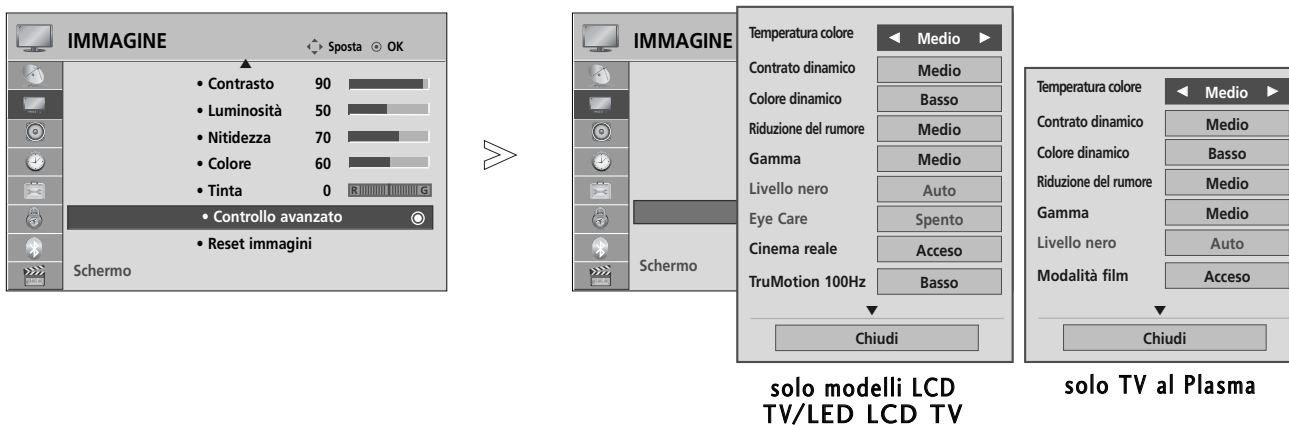 IMMAGINE
Sposta OK
• Contrasto 90
• Luminosità 50
• Nitidezza 70
• Colore 60
• Tinta 0 R G
• Controllo avanzato
• Reset immagini
Schermo
IMMAGINE
Schermo
Temperatura colore ◄ Medio ►
Contrato dinamico Medio
Colore dinamico Basso
Riduzione del rumore Medio
Gamma Medio
Livello nero Auto
Eye Care Spento
Cinema reale Acceso
TruMotion 100Hz Basso
Chiudi
solo modelli LCD
TV/LED LCD TV
Temperatura colore ◄ Medio ►
Contrato dinamico Medio
Colore dinamico Basso
Riduzione del rumore Medio
Gamma Medio
Livello nero Auto
Modalità film Acceso
Chiudi
solo TV al Plasma